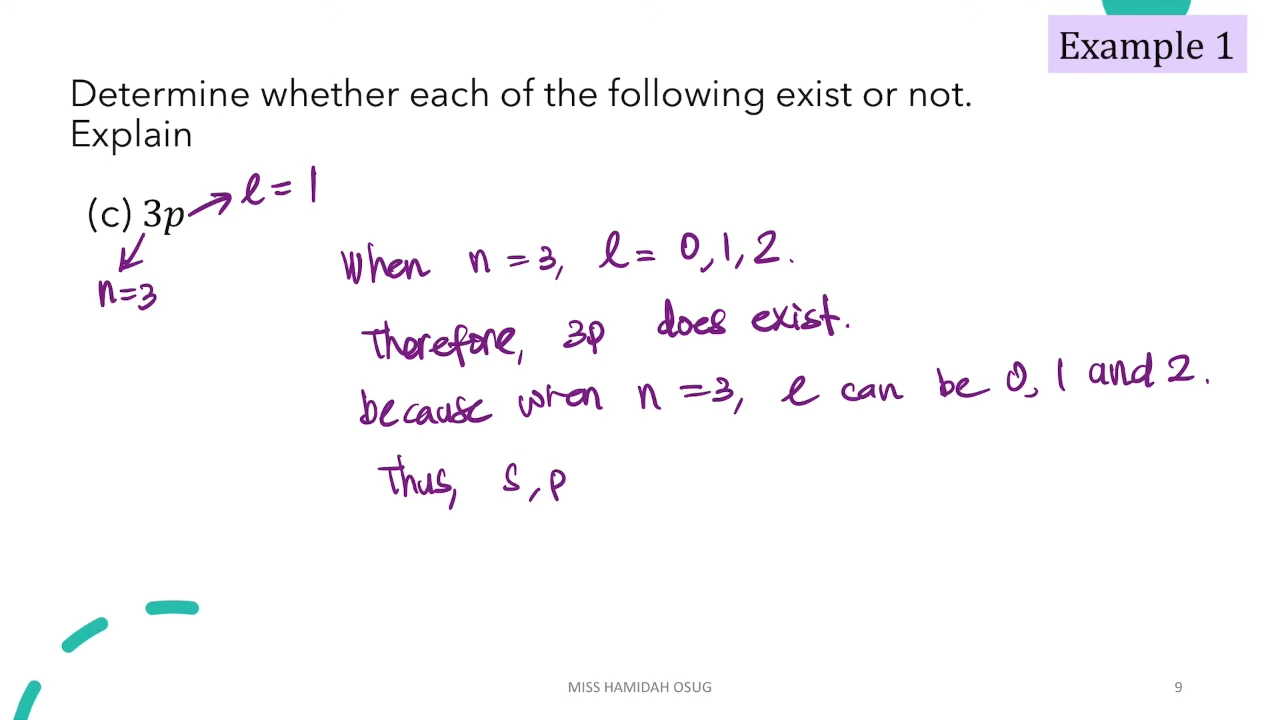 Example 1
Determine whether each of the following exist or not.
Explain
(c) 3p → l = 1
n=3
When n = 3, l = 0, 1, 2.
Therefore, 3p does exist.
because when n = 3, l can be 0, 1 and 2.
Thus, s, p
MISS HAMIDAH OSUG
9